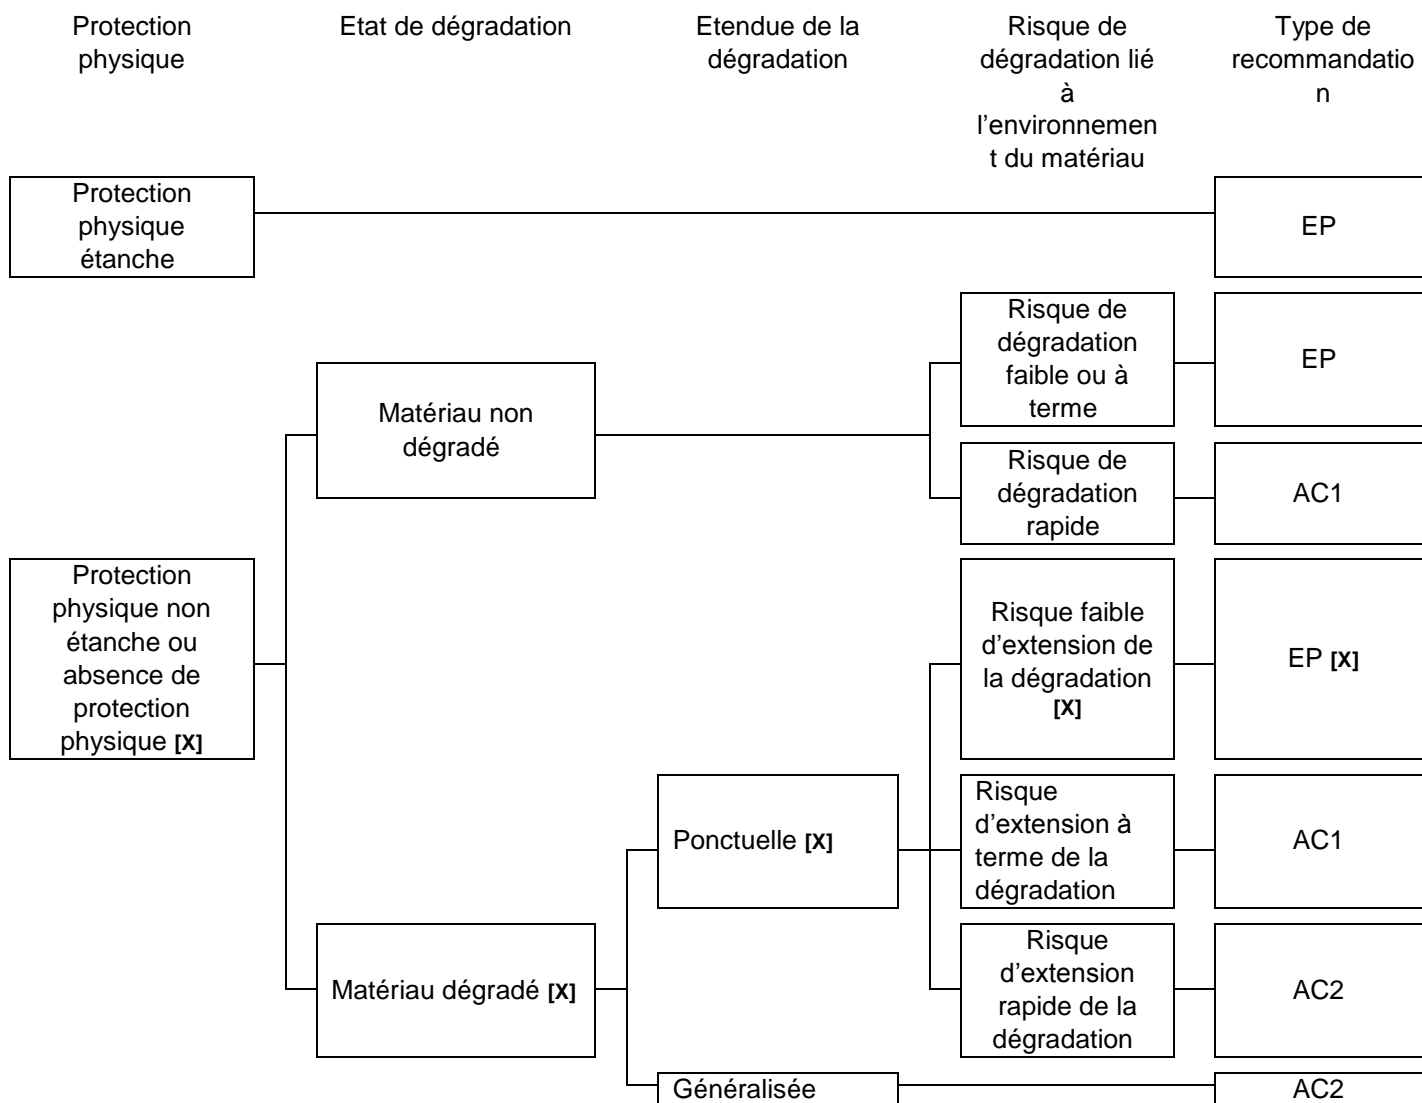 Protection
physique
Etat de dégradation
Etendue de la
dégradation
Risque de
dégradation lié
à
l’environnemen
t du matériau
Type de
recommandatio
n
Protection
physique
étanche
EP
Risque de
dégradation
faible ou à
terme
EP
Matériau non
dégradé
Risque de
dégradation
rapide
AC1
Protection
physique non
étanche ou
absence de
protection
physique [X]
Risque faible
d’extension de
la dégradation
[X]
EP [X]
Ponctuelle [X]
Risque
d’extension à
terme de la
dégradation
AC1
Matériau dégradé [X]
Risque
d’extension
rapide de la
dégradation
AC2
Généralisée
AC2